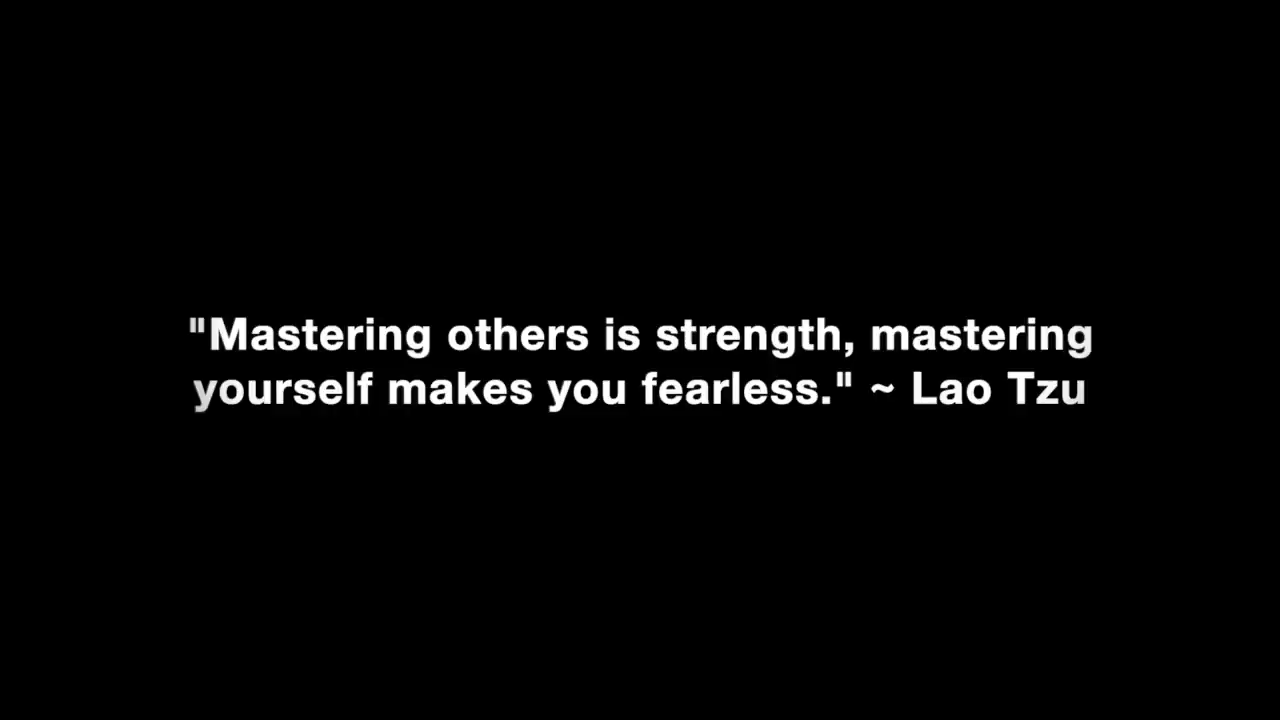 "Mastering others is strength, mastering
yourself makes you fearless." ~ Lao Tzu